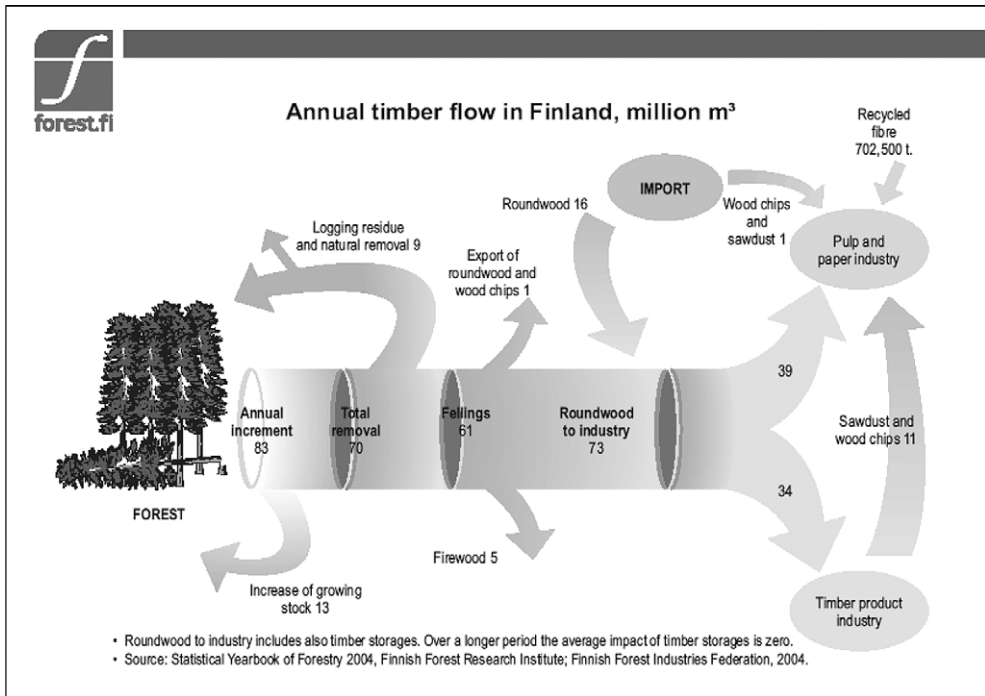 forest.fi
Annual timber flow in Finland, million m³
Recycled
fibre
702,500 t.
IMPORT
Roundwood 16
Wood chips
and
sawdust 1
Pulp and
paper industry
Logging residue
and natural removal 9
Export of
roundwood and
wood chips 1
Annual
increment
83
Total
removal
70
Fellings
61
Roundwood
to industry
73
39
34
Sawdust and
wood chips 11
FOREST
Firewood 5
Increase of growing
stock 13
Timber product
industry
• Roundwood to industry includes also timber storages. Over a longer period the average impact of timber storages is zero.
• Source: Statistical Yearbook of Forestry 2004, Finnish Forest Research Institute; Finnish Forest Industries Federation, 2004.